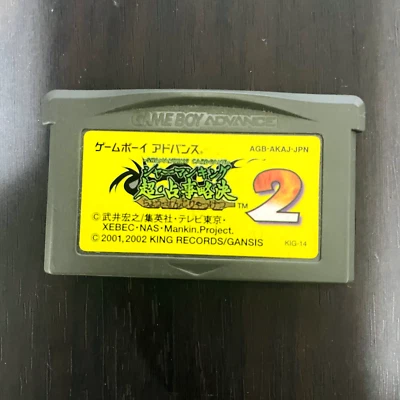 GAME BOY ADVANCE
ゲームボーイ アドバンス®
AGB-AKAJ-JPN
シャーマンキング
超・占事略決
2
©武井宏之/集英社・テレビ東京・
XEBEC・NAS・Mankin.Project.
©2001,2002 KING RECORDS/GANSIS
KIG-14